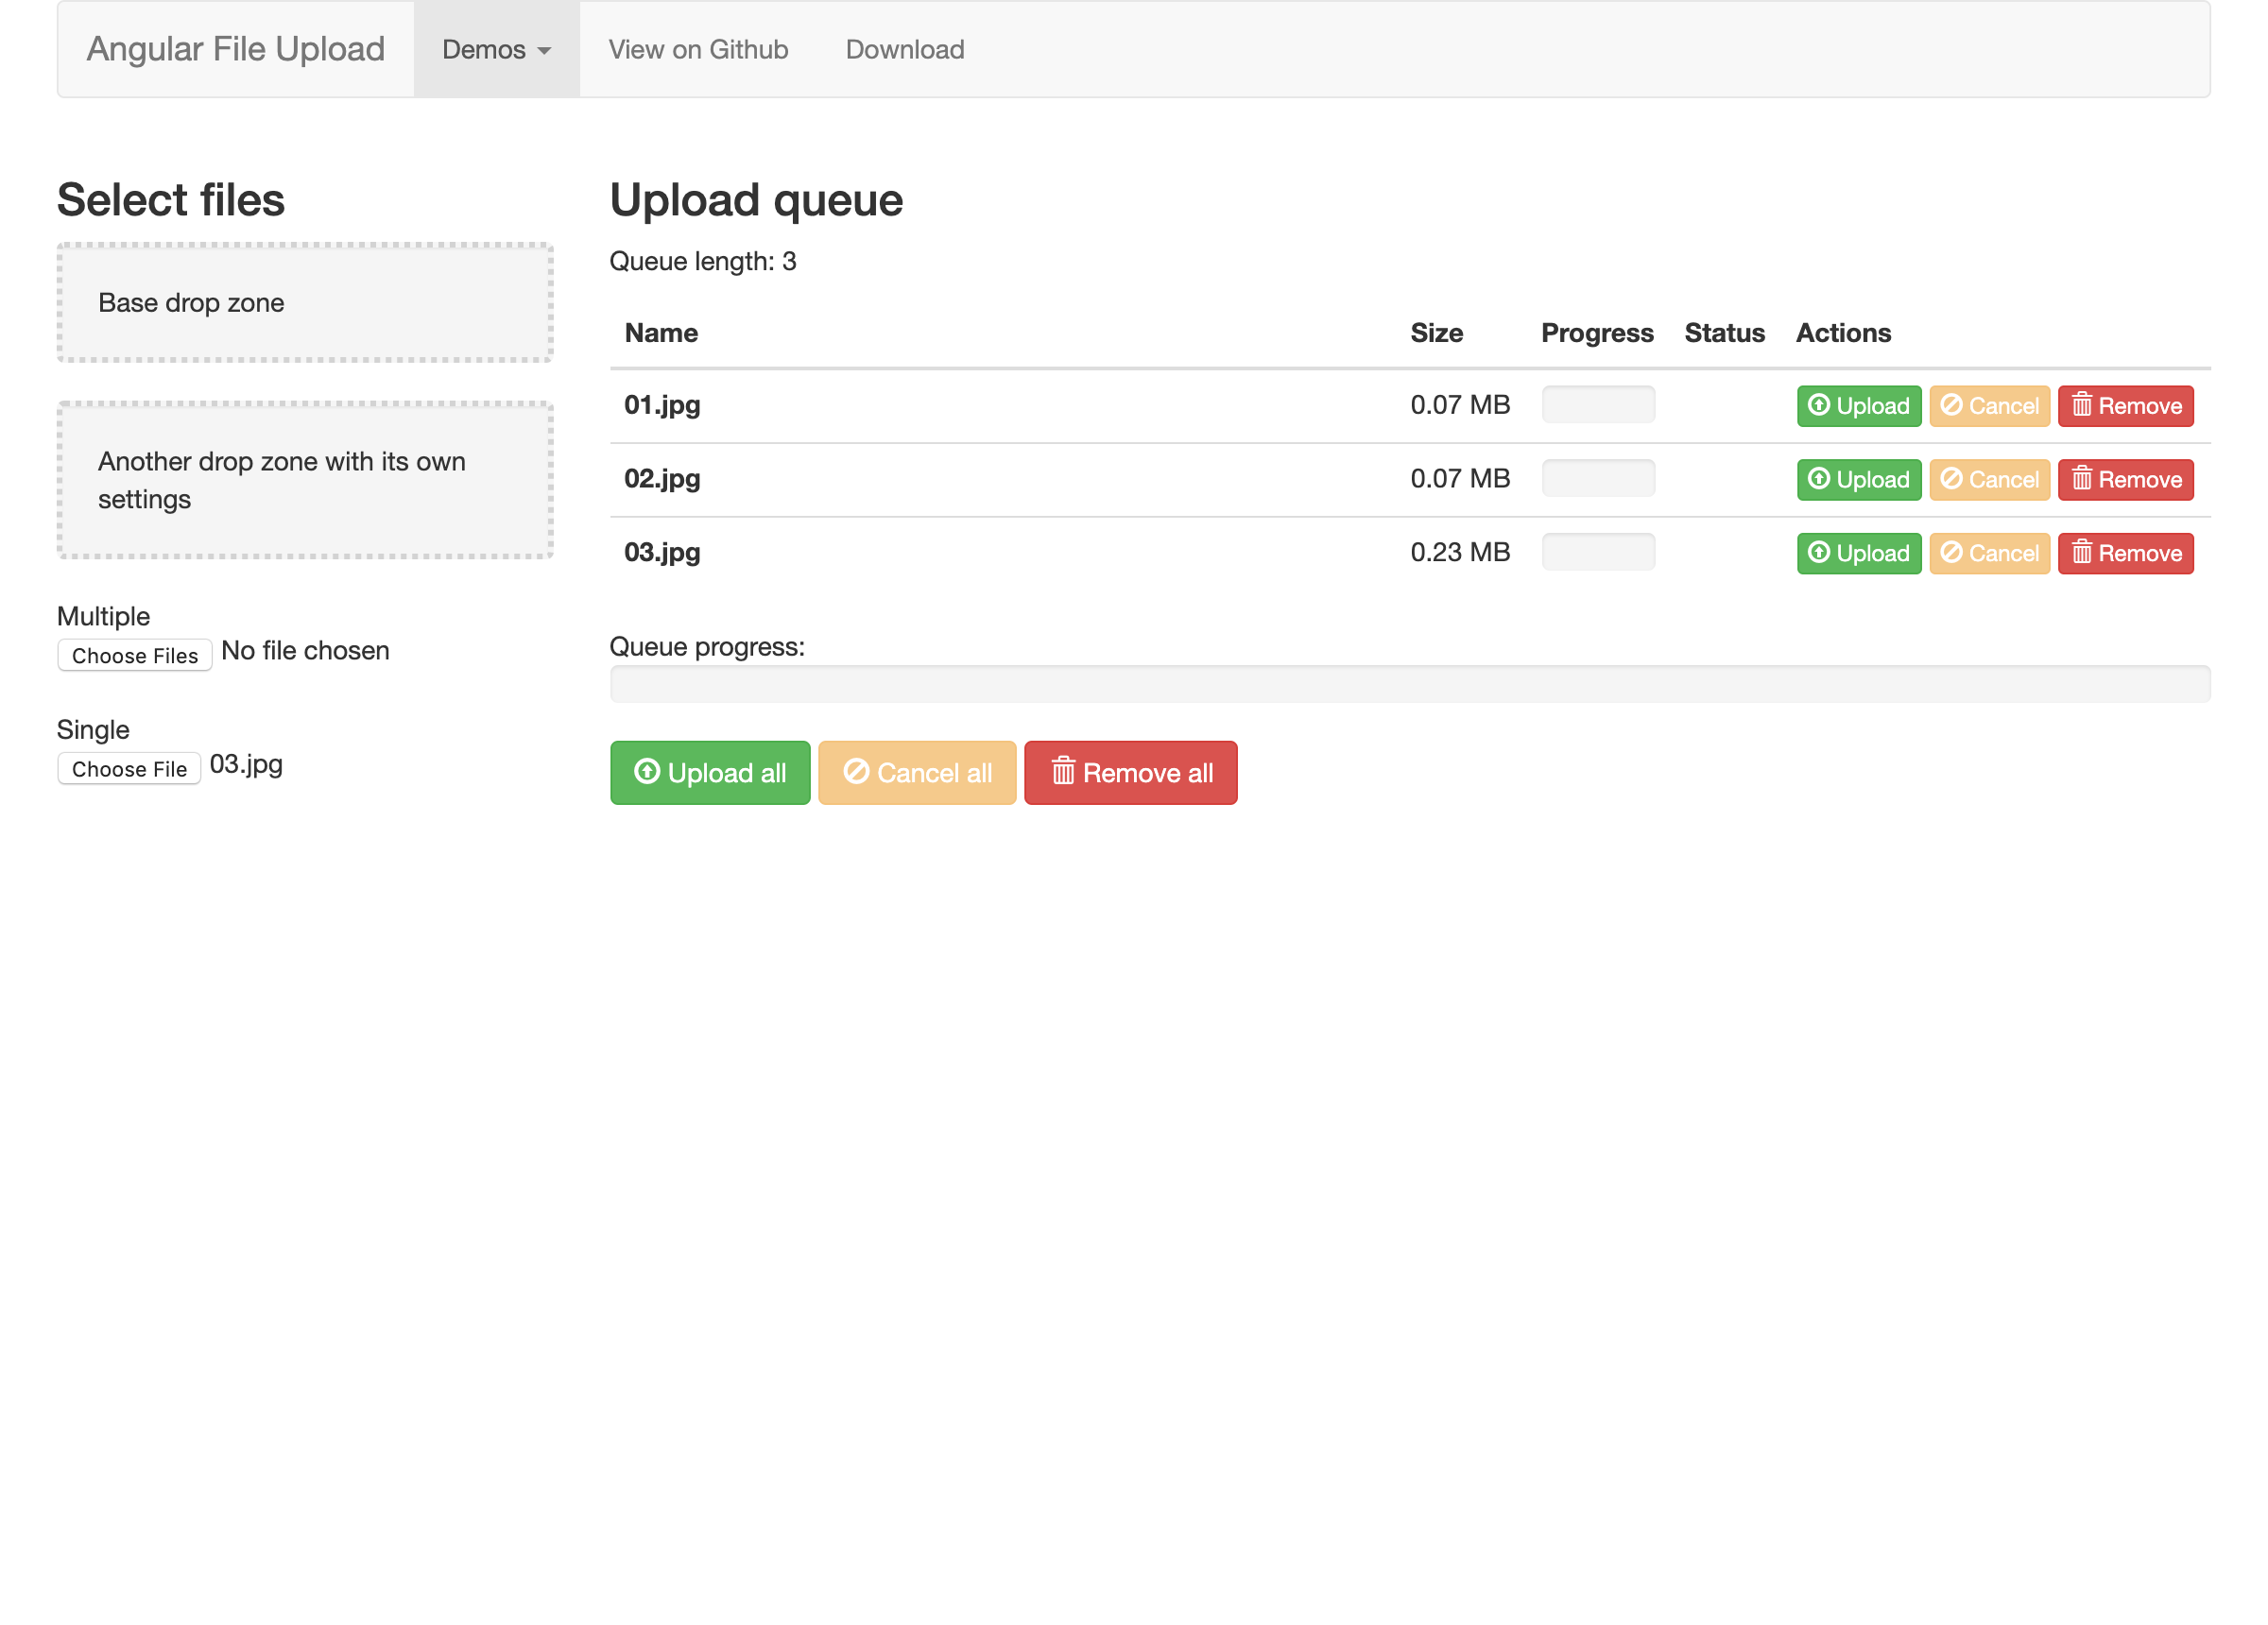 Angular File Upload Demos View on Github Download
Select files
Base drop zone
Another drop zone with its own
settings
Multiple
Choose Files No file chosen
Single
Choose File 03.jpg
Upload queue
Queue length: 3
Name Size Progress Status Actions
01.jpg 0.07 MB Upload Cancel Remove
02.jpg 0.07 MB Upload Cancel Remove
03.jpg 0.23 MB Upload Cancel Remove
Queue progress:
Upload all Cancel all Remove all